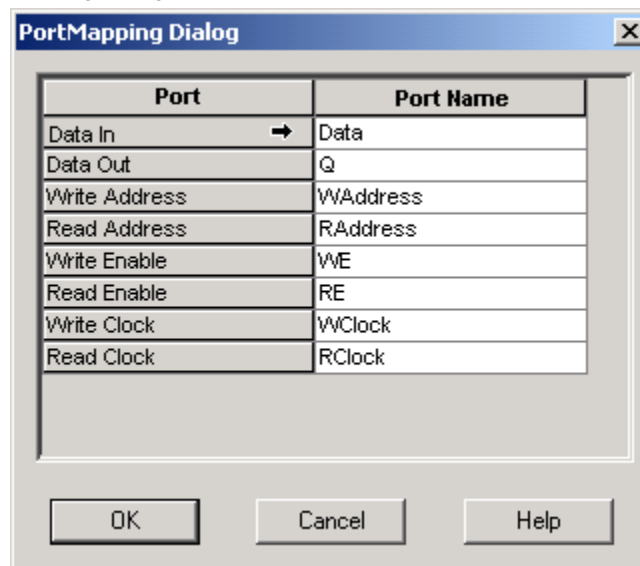 PortMapping Dialog
Port Port Name
Data In Data
Data Out Q
Write Address WAddress
Read Address RAddress
Write Enable WE
Read Enable RE
Write Clock WClock
Read Clock RClock
OK Cancel Help